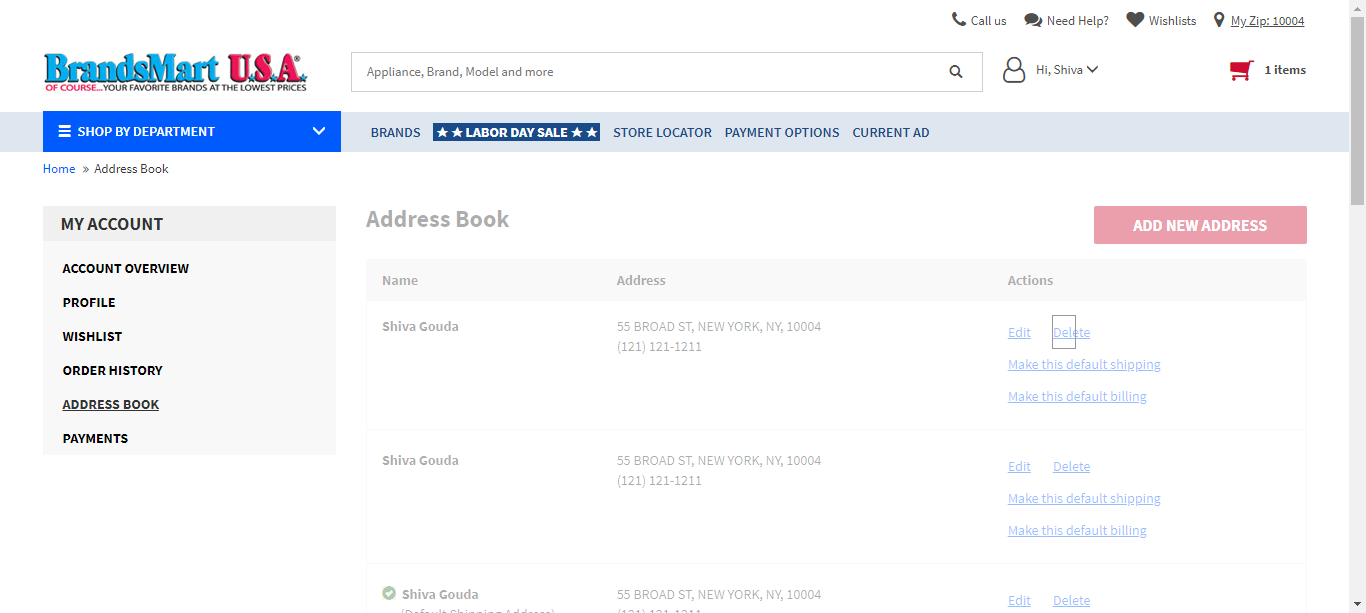 Call us
Need Help?
Wishlists
My Zip: 10004
BrandsMart U.S.A.
OF COURSE...YOUR FAVORITE BRANDS AT THE LOWEST PRICES
Appliance, Brand, Model and more
Hi, Shiva
1 items
SHOP BY DEPARTMENT
BRANDS
★ ★ LABOR DAY SALE ★ ★
STORE LOCATOR
PAYMENT OPTIONS
CURRENT AD
Home » Address Book
MY ACCOUNT
ACCOUNT OVERVIEW
PROFILE
WISHLIST
ORDER HISTORY
ADDRESS BOOK
PAYMENTS
Address Book
ADD NEW ADDRESS
Name Address Actions
Shiva Gouda
55 BROAD ST, NEW YORK, NY, 10004
(121) 121-1211
Edit Delete
Make this default shipping
Make this default billing
Shiva Gouda
55 BROAD ST, NEW YORK, NY, 10004
(121) 121-1211
Edit Delete
Make this default shipping
Make this default billing
Shiva Gouda
(Default Shipping Address)
55 BROAD ST, NEW YORK, NY, 10004
(121) 121-1211
Edit Delete